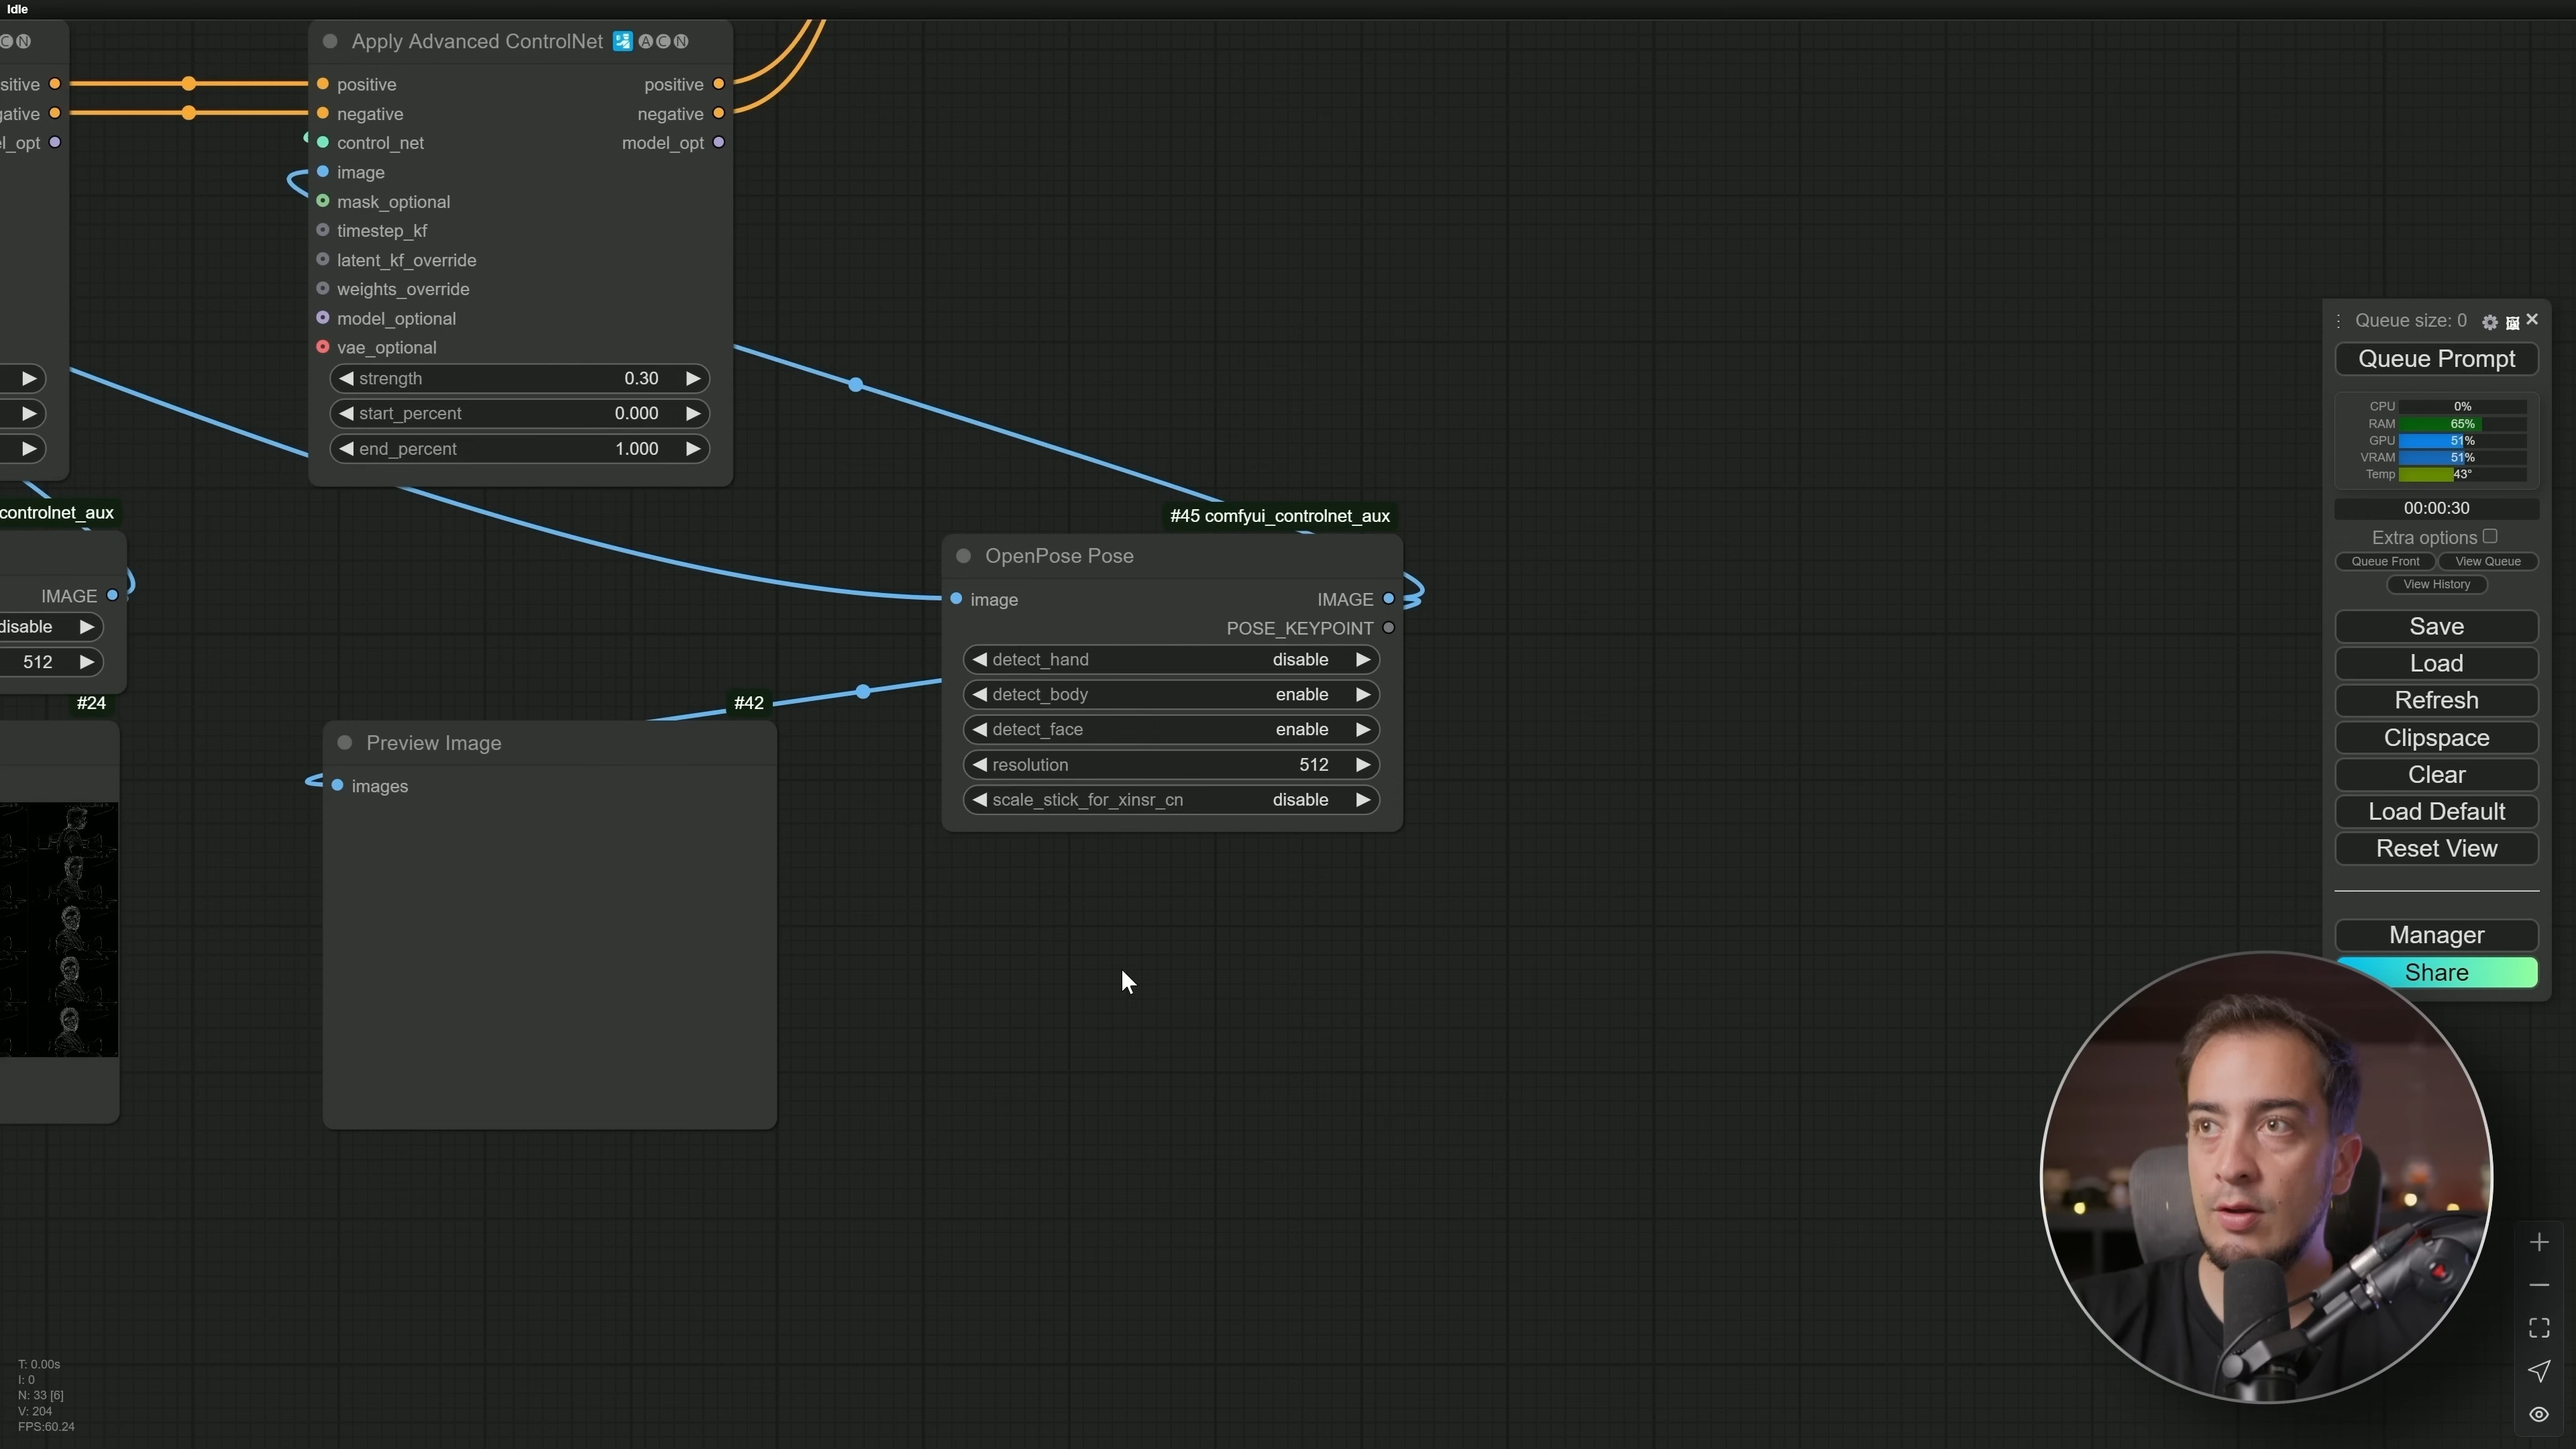 Idle
C N
Apply Advanced ControlNet A C N
sitive
gative
el_opt
positive
negative
control_net
image
mask_optional
timestep_kf
latent_kf_override
weights_override
model_optional
vae_optional
positive
negative
model_opt
strength 0.30
start_percent 0.000
end_percent 1.000
controlnet_aux
IMAGE
disable
512
#24
#42
Preview Image
images
#45 comfyui_controlnet_aux
OpenPose Pose
image IMAGE
POSE_KEYPOINT
detect_hand disable
detect_body enable
detect_face enable
resolution 512
scale_stick_for_xinsr_cn disable
Queue size: 0
Queue Prompt
CPU 0%
RAM 65%
GPU 51%
VRAM 51%
Temp 43°
00:00:30
Extra options
Queue Front View Queue
View History
Save
Load
Refresh
Clipspace
Clear
Load Default
Reset View
Manager
Share
T: 0.00s
I: 0
N: 33 [6]
V: 204
FPS:60.24